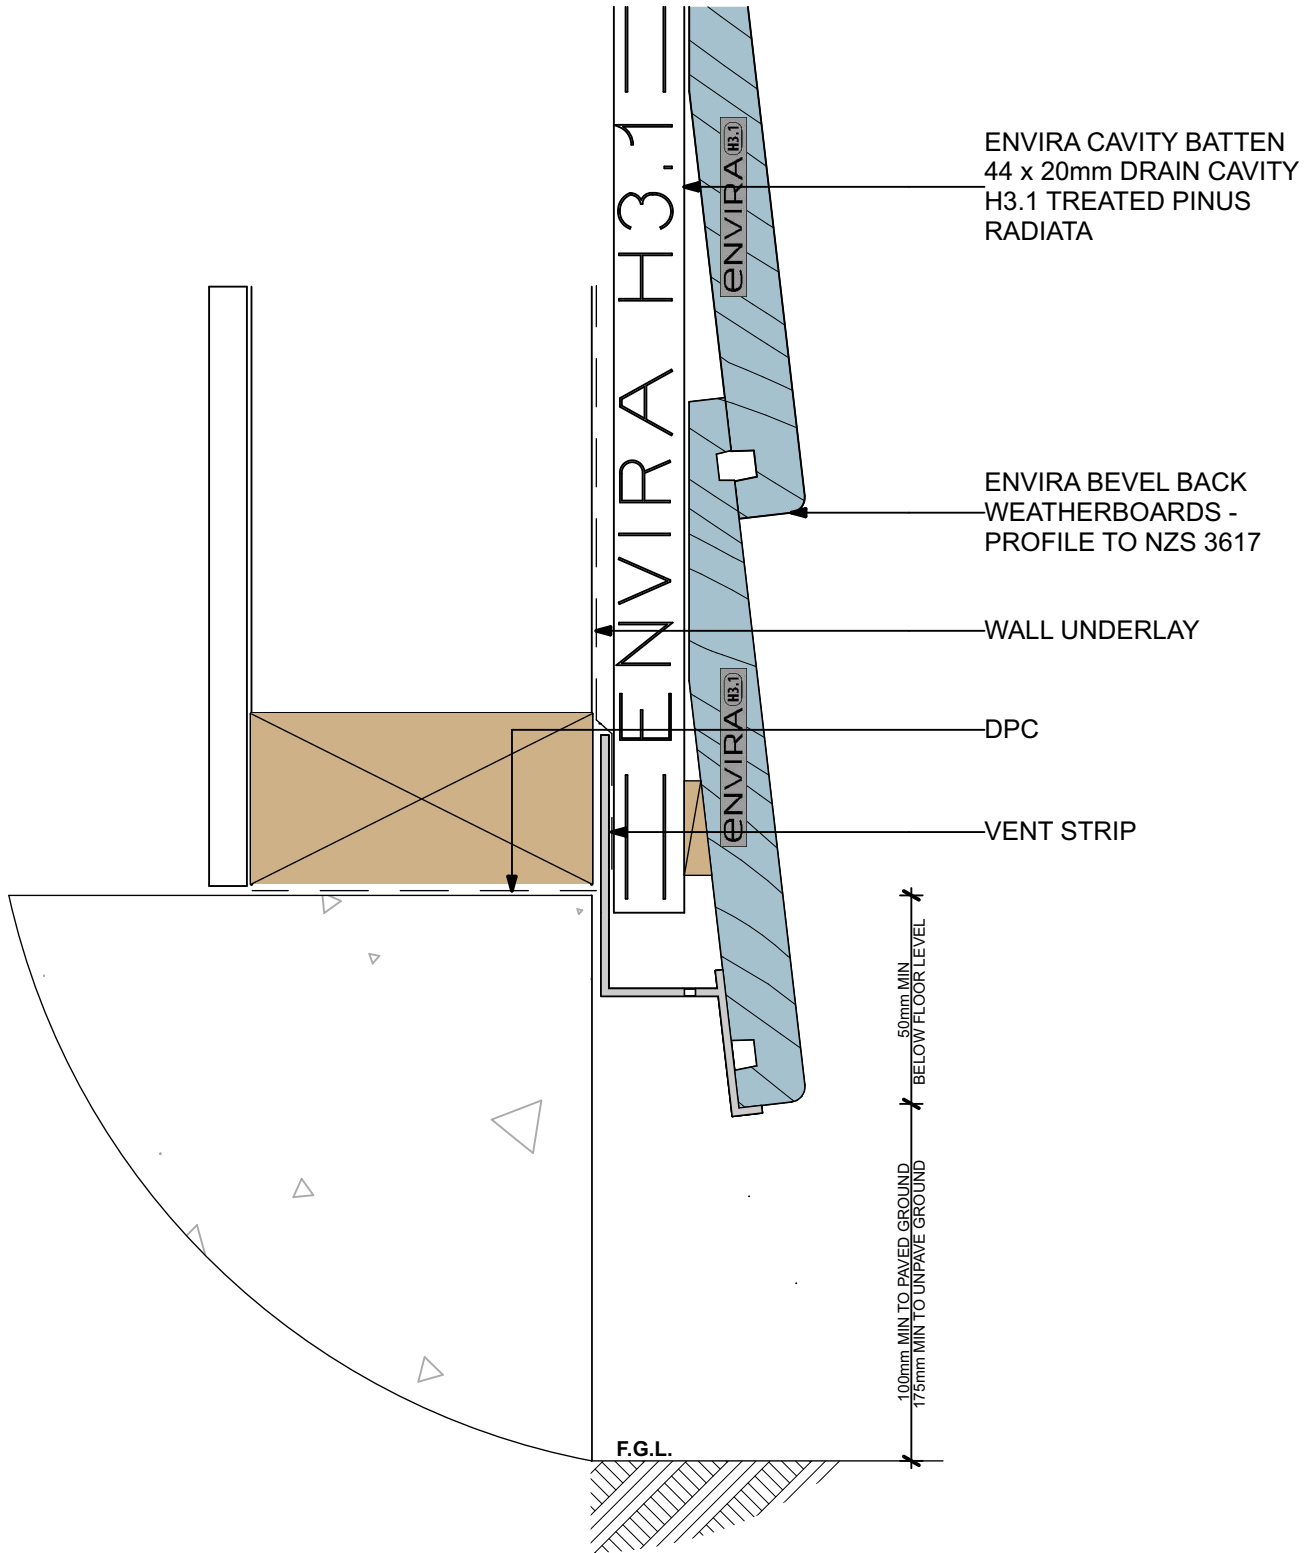 ENVIRA CAVITY BATTEN
44 x 20mm DRAIN CAVITY
H3.1 TREATED PINUS
RADIATA
ENVIRA H3.1
eNVIRA H3.1
ENVIRA BEVEL BACK
WEATHERBOARDS -
PROFILE TO NZS 3617
WALL UNDERLAY
eNVIRA H3.1
DPC
VENT STRIP
50mm MIN
BELOW FLOOR LEVEL
100mm MIN TO PAVED GROUND
175mm MIN TO UNPAVE GROUND
F.G.L.